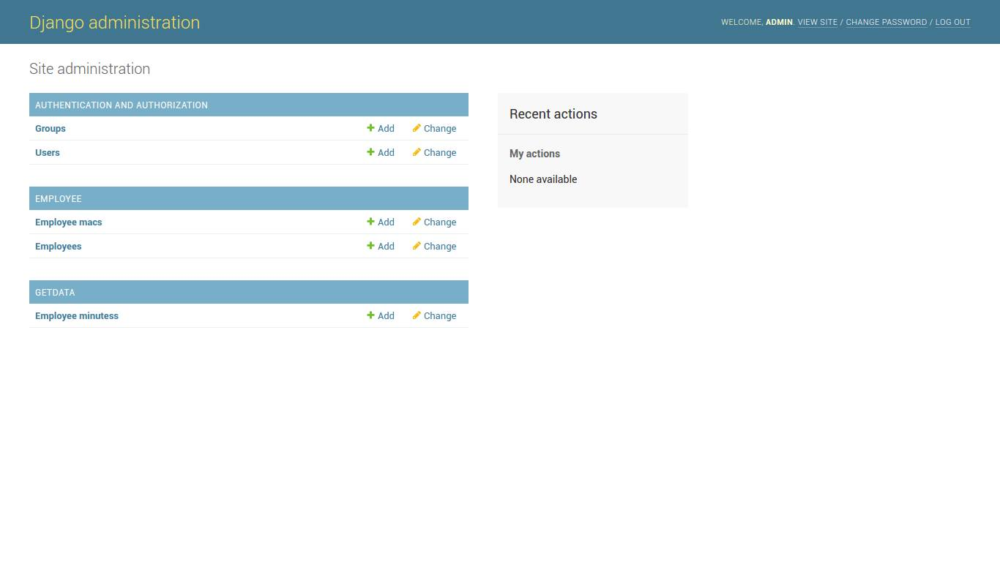 Django administration
WELCOME, ADMIN. VIEW SITE / CHANGE PASSWORD / LOG OUT
Site administration
AUTHENTICATION AND AUTHORIZATION
Groups Add Change
Users Add Change
EMPLOYEE
Employee macs Add Change
Employees Add Change
GETDATA
Employee minutess Add Change
Recent actions
My actions
None available